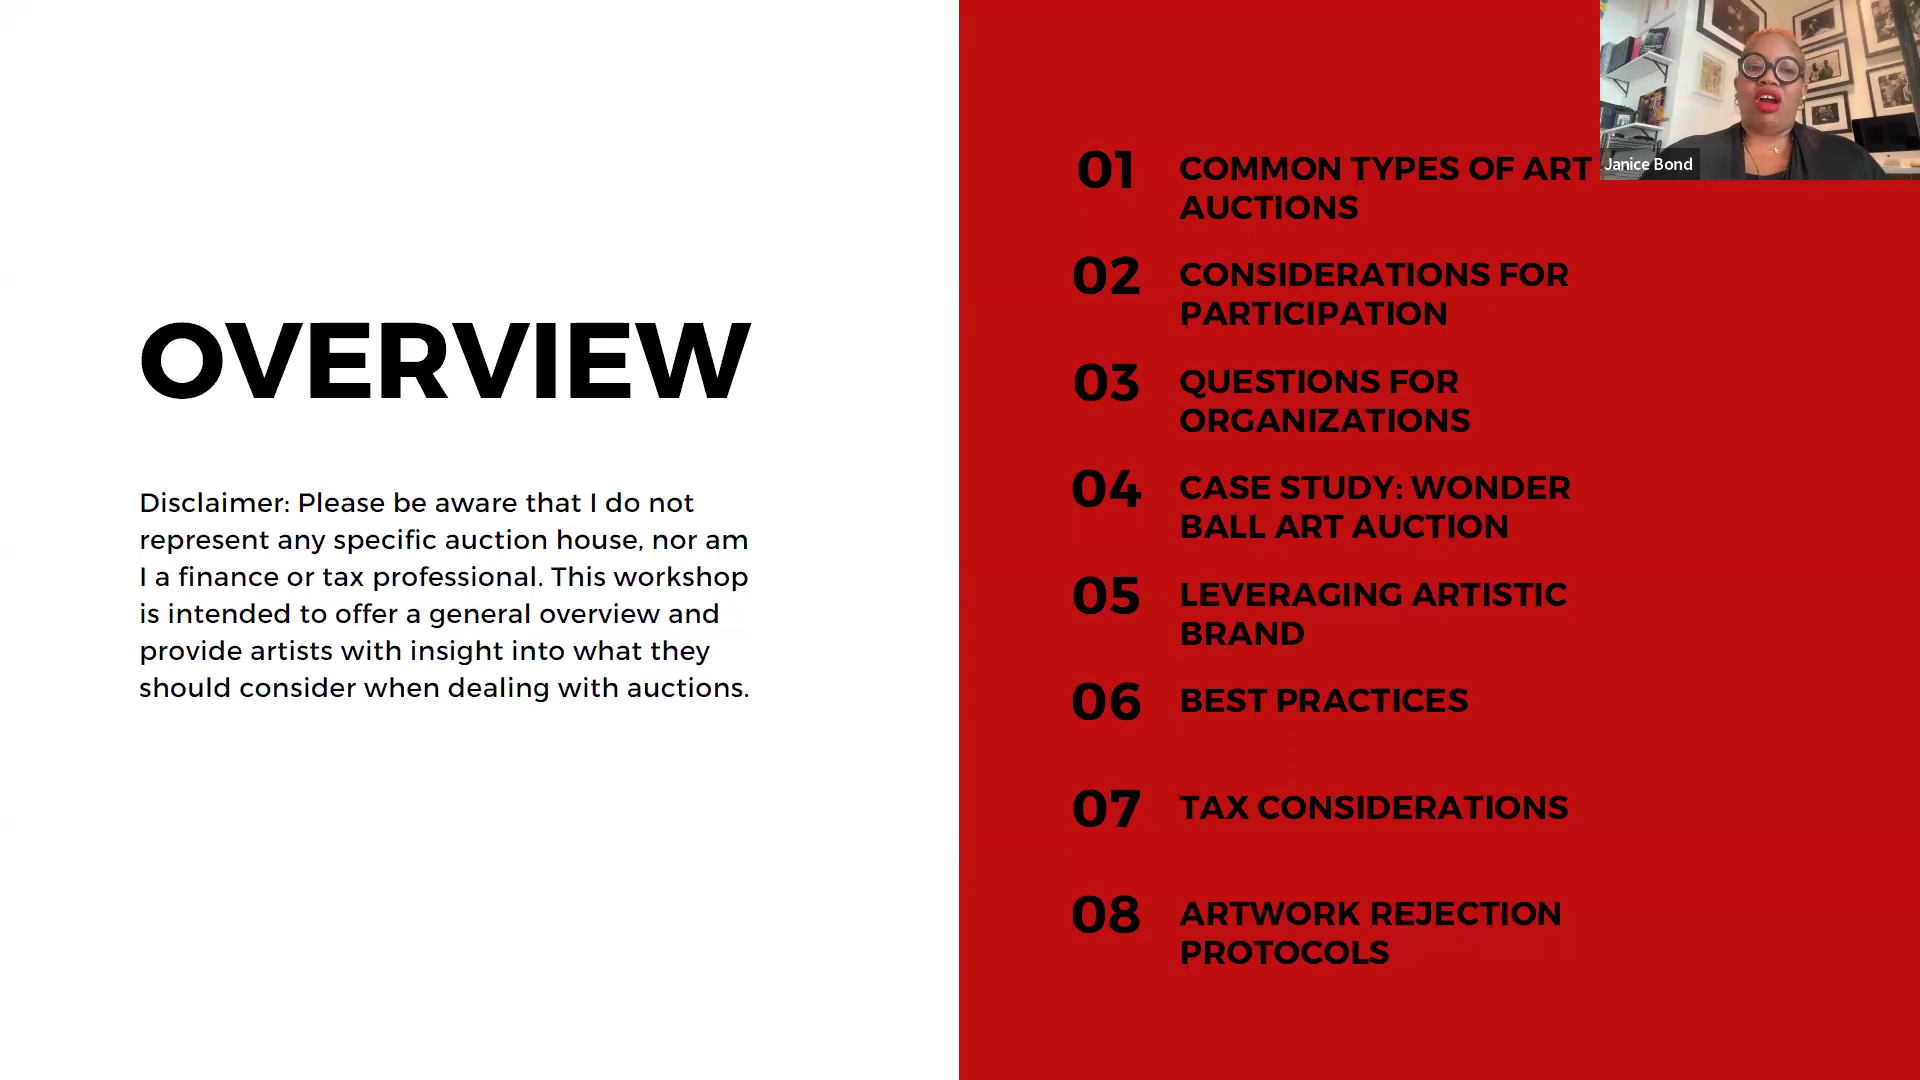 OVERVIEW
Disclaimer: Please be aware that I do not
represent any specific auction house, nor am
I a finance or tax professional. This workshop
is intended to offer a general overview and
provide artists with insight into what they
should consider when dealing with auctions.
01 COMMON TYPES OF ART
AUCTIONS
02 CONSIDERATIONS FOR
PARTICIPATION
03 QUESTIONS FOR
ORGANIZATIONS
04 CASE STUDY: WONDER
BALL ART AUCTION
05 LEVERAGING ARTISTIC
BRAND
06 BEST PRACTICES
07 TAX CONSIDERATIONS
08 ARTWORK REJECTION
PROTOCOLS
Janice Bond